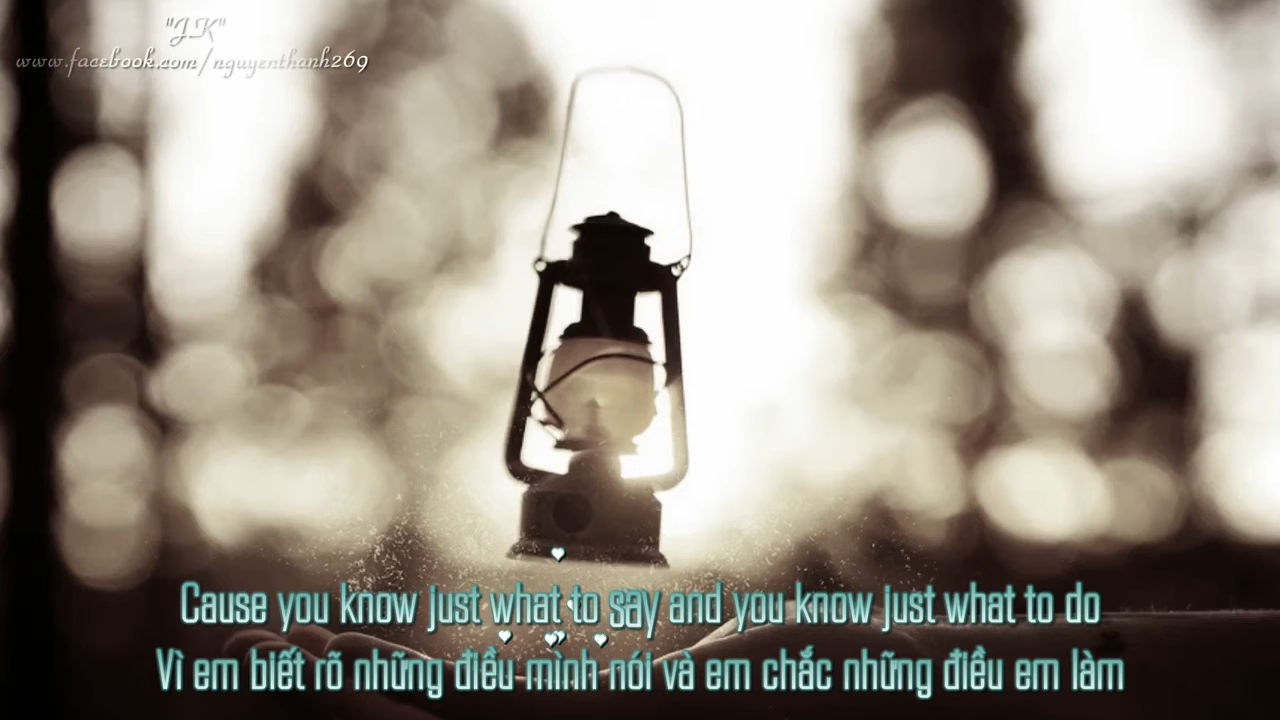 "J.K"
www.facebook.com/nguyenthanh269
Cause you know just what to say and you know just what to do
Vì em biết rõ những điều mình nói và em chắc những điều em làm